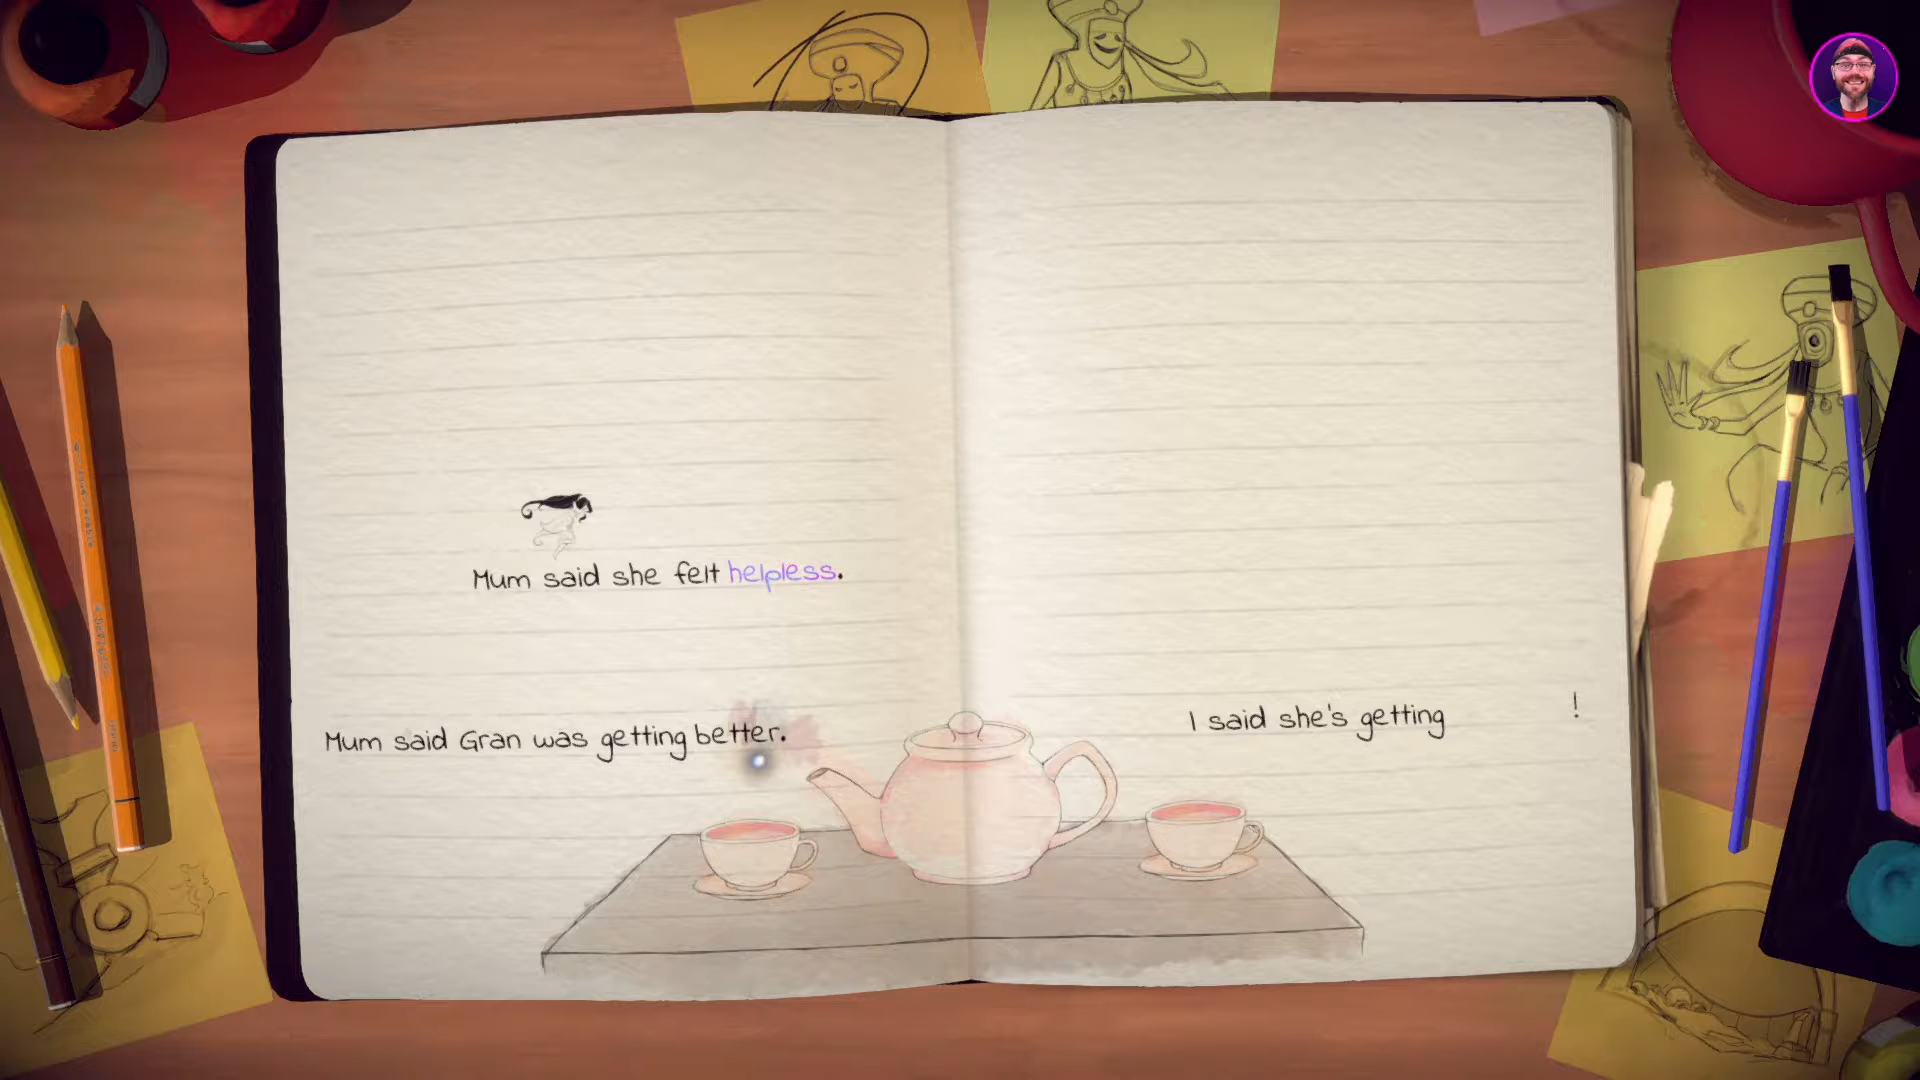 Mum said she felt helpless.
Mum said Gran was getting better.
I said she's getting !